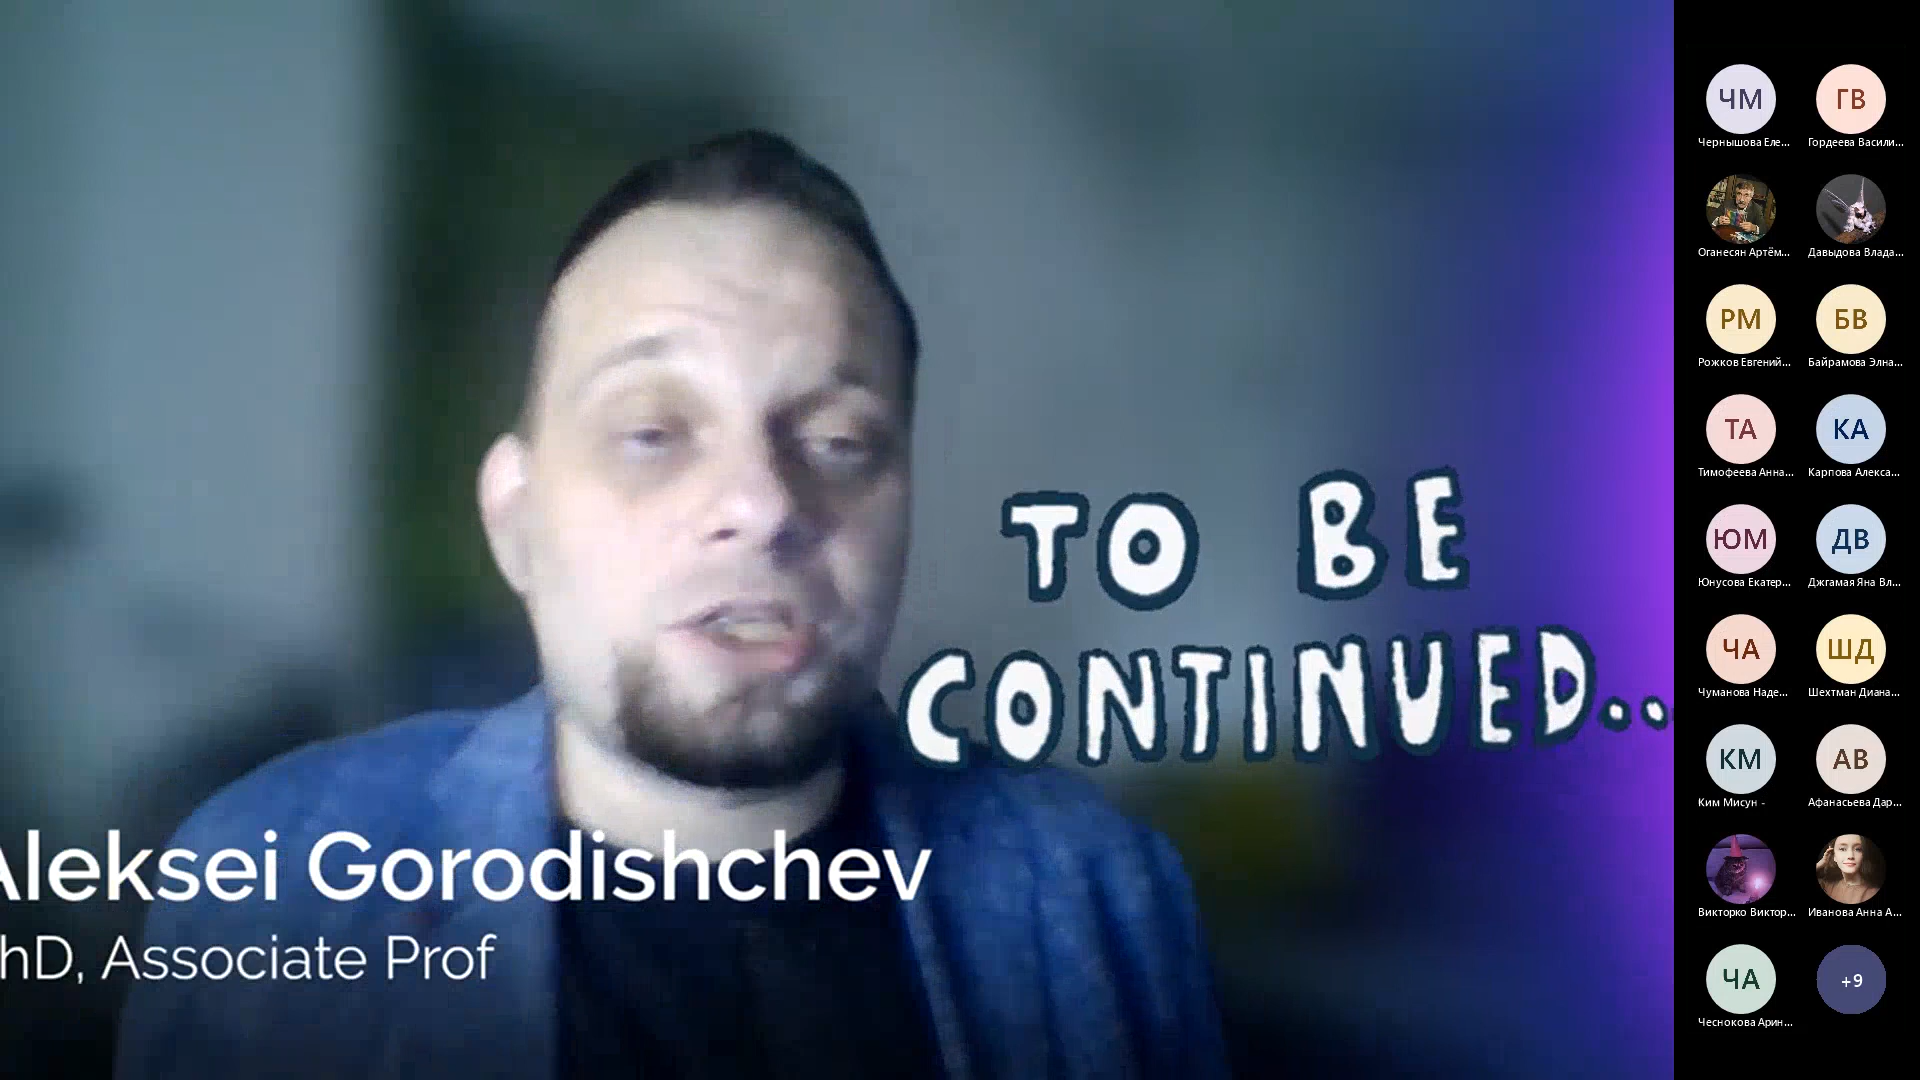 TO BE
CONTINUED...
Aleksei Gorodishchev
hD, Associate Prof
ЧМ
Чернышова Еле...
ГВ
Гордеева Васили...
Оганесян Артём...
Давыдова Влада...
РМ
Рожков Евгений...
БВ
Байрамова Элна...
ТА
Тимофеева Анна...
КА
Карпова Алекса...
ЮМ
Юнусова Екатер...
ДВ
Джгамая Яна Вл...
ЧА
Чуманова Наде...
ШД
Шехтман Диана...
КМ
Ким Мисун -
АВ
Афанасьева Дар...
Викторко Виктор...
Иванова Анна А...
ЧА
Чеснокова Арин...
+9